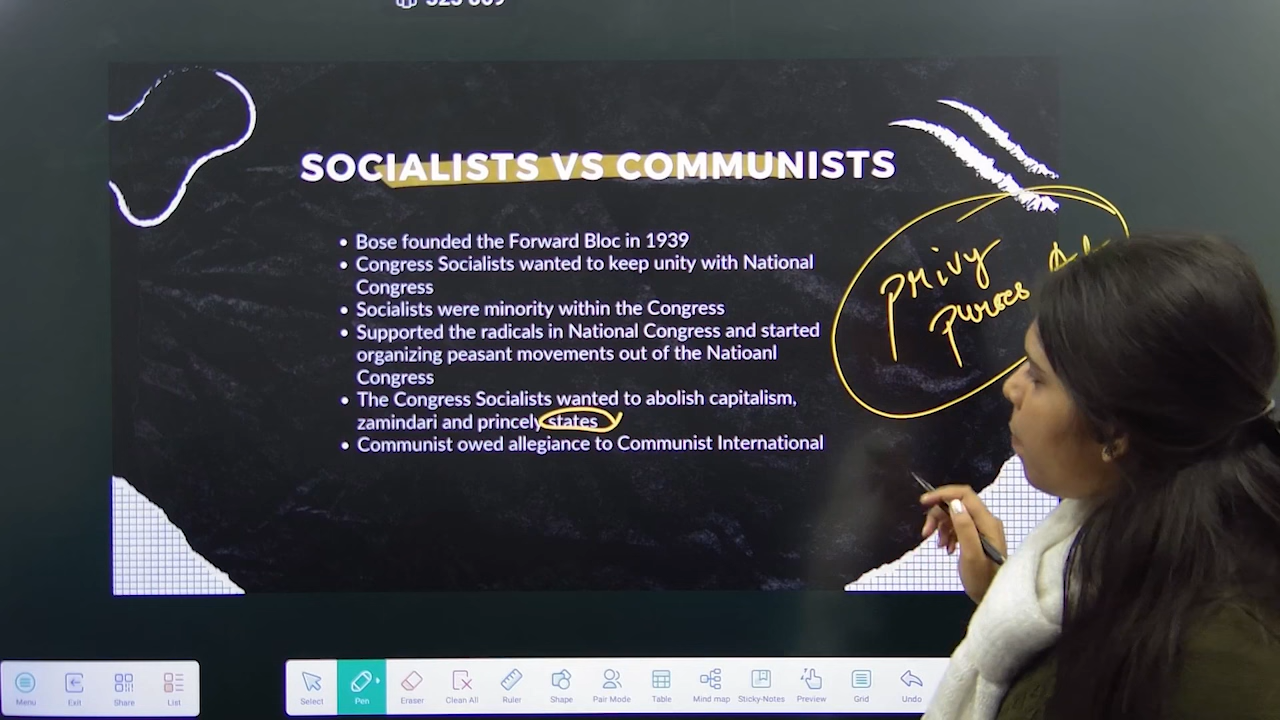 SOCIALISTS VS COMMUNISTS
• Bose founded the Forward Bloc in 1939
• Congress Socialists wanted to keep unity with National
Congress
• Socialists were minority within the Congress
• Supported the radicals in National Congress and started
organizing peasant movements out of the Natioanl
Congress
• The Congress Socialists wanted to abolish capitalism,
zamindari and princely states
• Communist owed allegiance to Communist International
privy
purses
Menu
Exit
Share
List
Select
Pen
Eraser
Clean All
Ruler
Shape
Pair Mode
Table
Mind map
Sticky-Notes
Preview
Grid
Undo